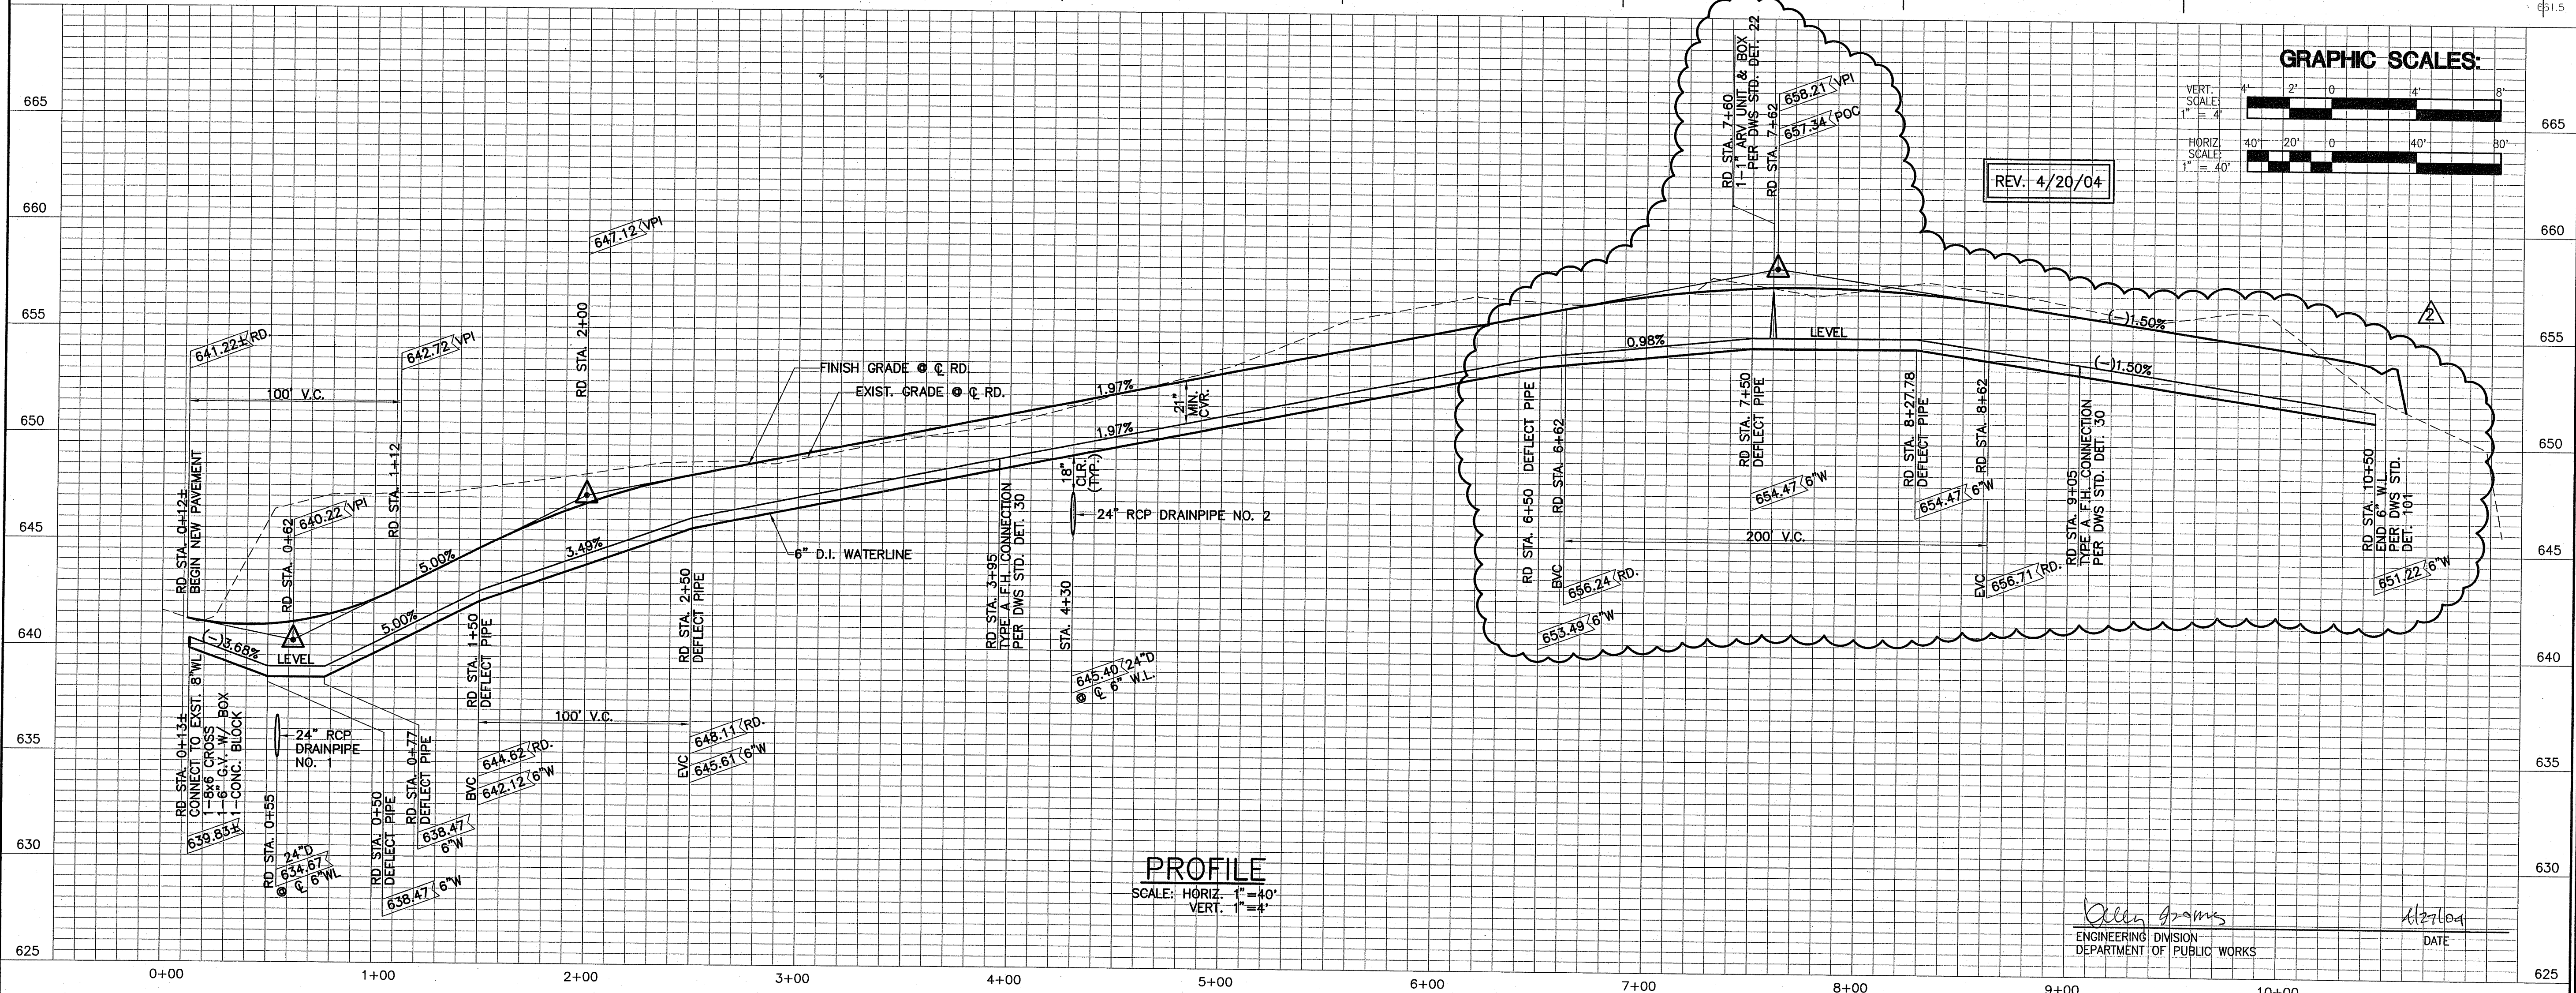 661.5
GRAPHIC SCALES:
VERT. SCALE: 1" = 4'
4' 2' 0 4' 8'
HORIZ. SCALE: 1" = 40'
40' 20' 0 40' 80'
REV. 4/20/04
665
660
655
650
645
640
635
630
625
665
660
655
650
645
640
635
630
625
641.22± RD.
100' V.C.
642.72 VPI
RD STA. 0+12±
BEGIN NEW PAVEMENT
RD STA. 0+62
640.22 VPI
RD STA. 1+12
647.12 VPI
RD STA. 2+00
FINISH GRADE @ ℄ RD.
EXIST. GRADE @ ℄ RD.
5.00%
3.49%
5.00%
(-)3.68%
LEVEL
6" D.I. WATERLINE
1.97%
21" MIN. CVR.
1.97%
18" CLR. (TYP.)
24" RCP DRAINPIPE NO. 2
RD STA. 0+13±
CONNECT TO EXST. 8"WL
1-8x6 CROSS
1-6" G.V. W/ BOX
1-CONC. BLOCK
639.83±
24" RCP
DRAINPIPE
NO. 1
RD STA. 0+55
24"D
634.67
@ ℄ 6"WL
RD STA. 0+50
DEFLECT PIPE
638.47 6"W
RD STA. 0+77
DEFLECT PIPE
638.47
6"W
RD STA. 1+50
DEFLECT PIPE
100' V.C.
BVC
644.62 RD.
642.12 6"W
RD STA. 2+50
DEFLECT PIPE
EVC
648.11 RD.
645.61 6"W
RD STA. 3+95
TYPE A F.H. CONNECTION
PER DWS STD. DET. 30
STA. 4+30
645.40 24"D
@ ℄ 6" W.L.
RD STA. 7+60
1-1" ARV UNIT & BOX
PER DWS STD. DET. 22
RD STA. 7+62
658.21 VPI
657.34 POC
0.98%
LEVEL
(-)1.50%
(-)1.50%
2
RD STA. 6+50 DEFLECT PIPE
BVC RD STA. 6+62
656.24 RD.
653.49 6"W
RD STA. 7+50
DEFLECT PIPE
654.47 6"W
200' V.C.
RD STA. 8+27.78
DEFLECT PIPE
654.47 6"W
EVC RD STA. 8+62
656.71 RD.
RD STA. 9+05
TYPE A F.H. CONNECTION
PER DWS STD. DET. 30
RD STA. 10+50
END 6" W.L.
PER DWS STD.
DET. 101
651.22 6"W
PROFILE
SCALE: HORIZ. 1"=40'
VERT. 1"=4'
4/27/04
ENGINEERING DIVISION
DEPARTMENT OF PUBLIC WORKS
DATE
0+00 1+00 2+00 3+00 4+00 5+00 6+00 7+00 8+00 9+00 10+00